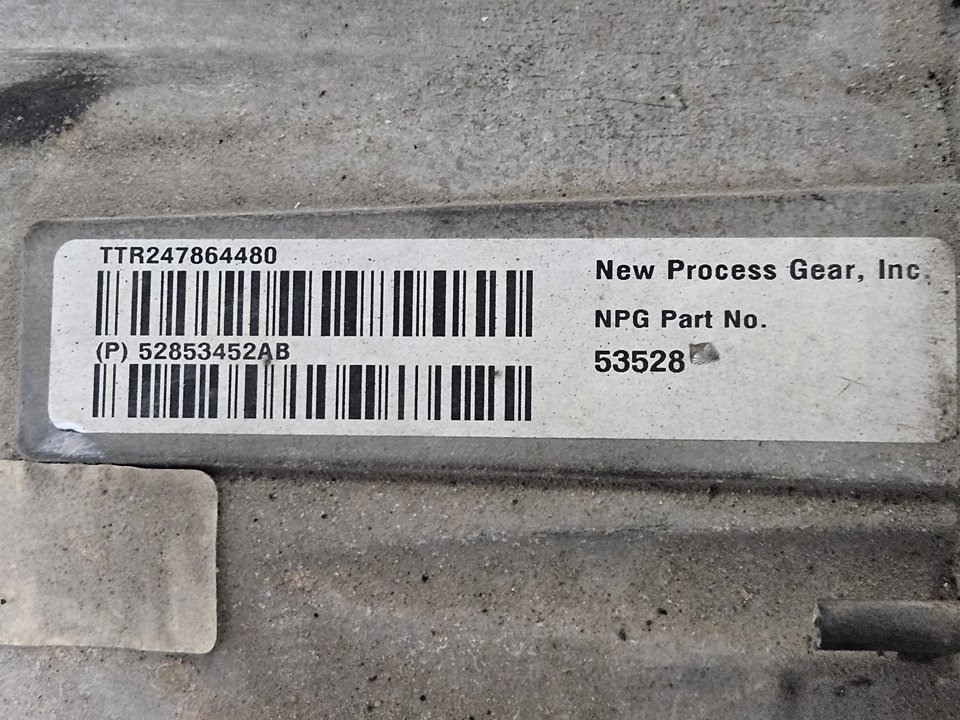 TTR247864480
(P) 52853452AB
New Process Gear, Inc.
NPG Part No.
53528